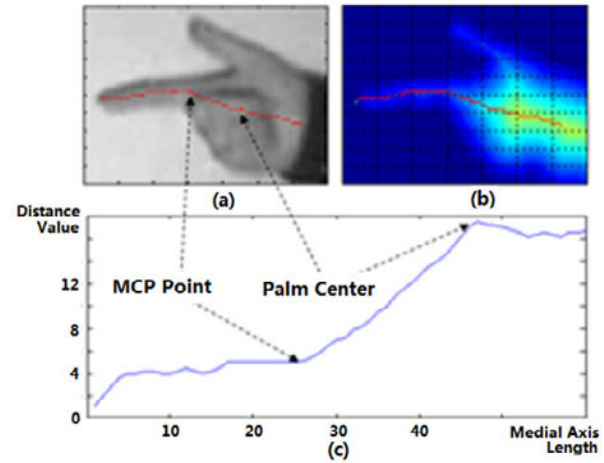 (a)
(b)
Distance
Value
MCP Point
Palm Center
12
8
4
0
10
20
30
40
Medial Axis
Length
(c)